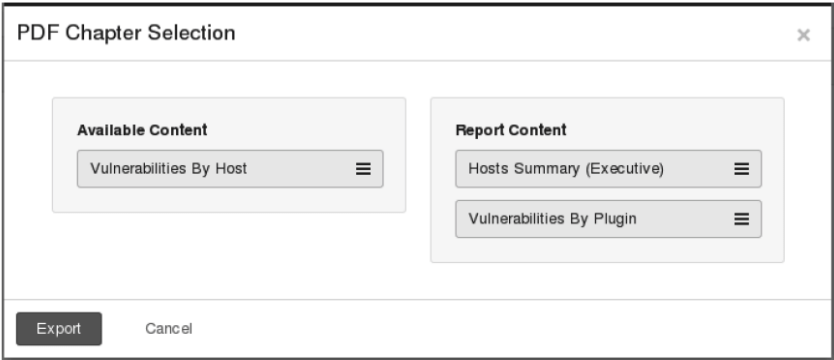 PDF Chapter Selection
Available Content
Vulnerabilities By Host
Report Content
Hosts Summary (Executive)
Vulnerabilities By Plugin
Export
Cancel